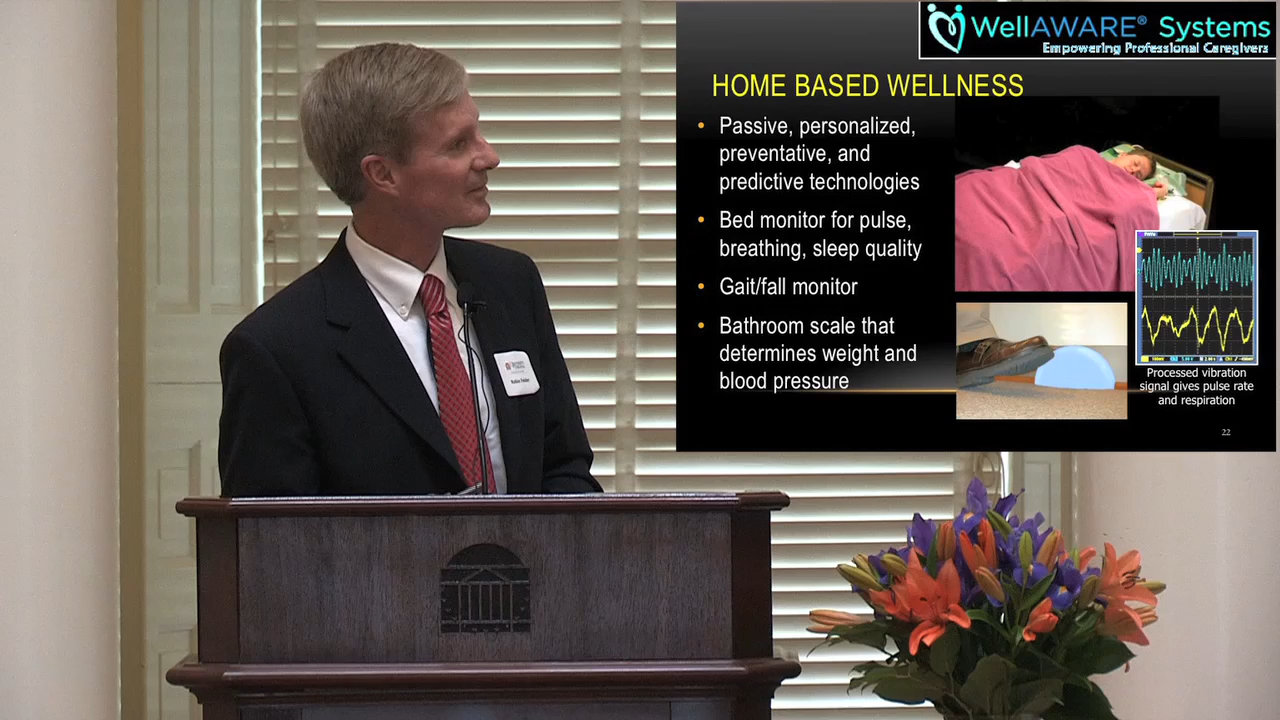 WellAWARE® Systems
Empowering Professional Caregivers
HOME BASED WELLNESS
• Passive, personalized,
preventative, and
predictive technologies
• Bed monitor for pulse,
breathing, sleep quality
• Gait/fall monitor
• Bathroom scale that
determines weight and
blood pressure
Processed vibration
signal gives pulse rate
and respiration
22